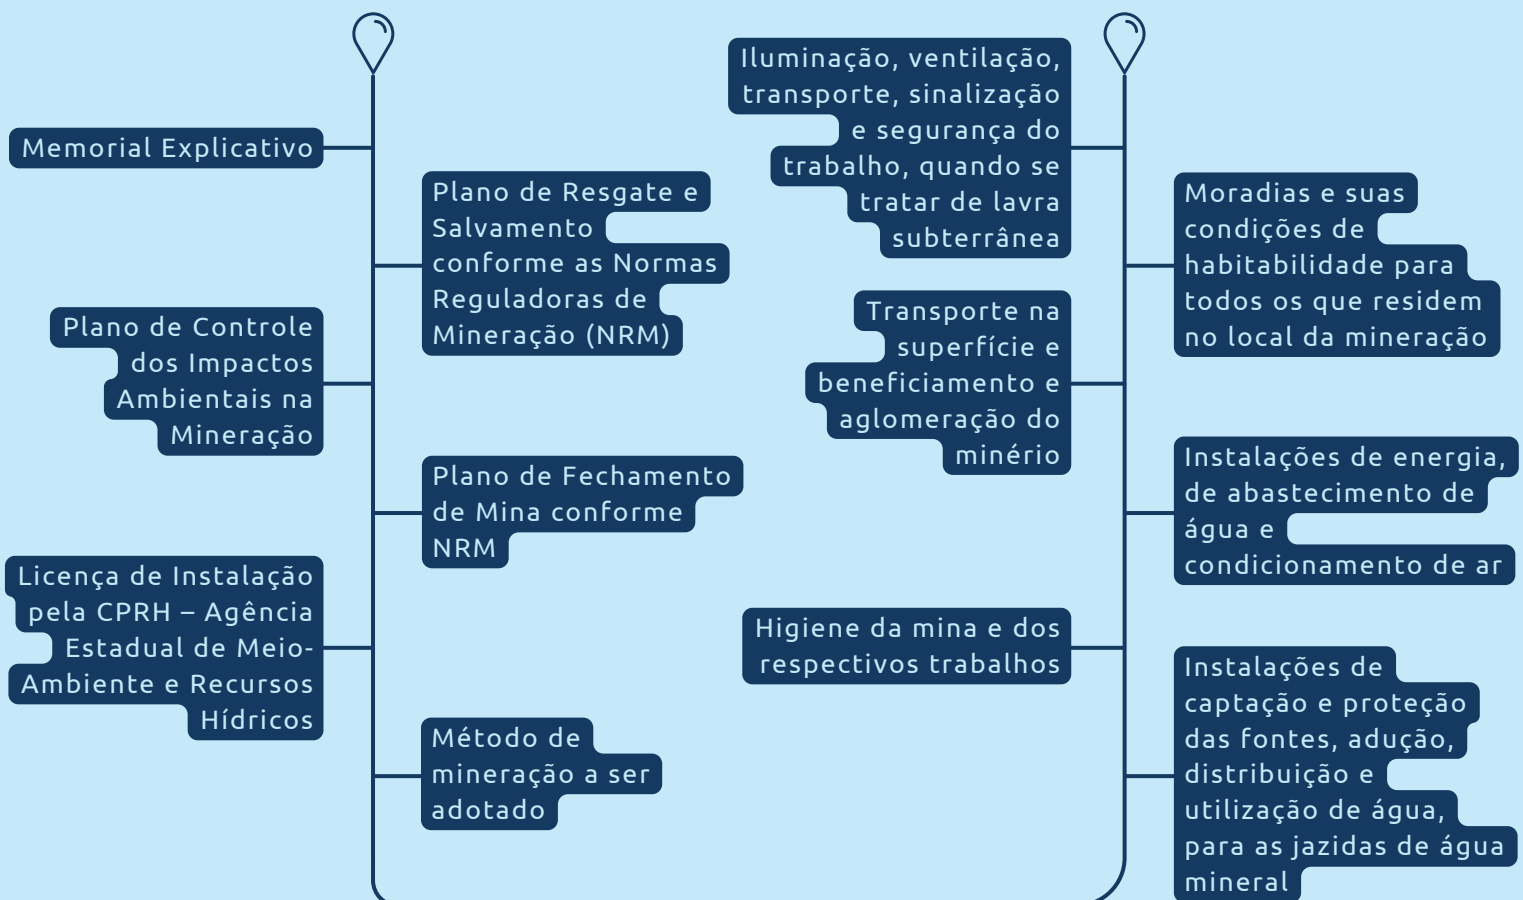 Memorial Explicativo
Plano de Resgate e
Salvamento
conforme as Normas
Reguladoras de
Mineração (NRM)
Plano de Controle
dos Impactos
Ambientais na
Mineração
Plano de Fechamento
de Mina conforme
NRM
Licença de Instalação
pela CPRH – Agência
Estadual de Meio-
Ambiente e Recursos
Hídricos
Método de
mineração a ser
adotado
Iluminação, ventilação,
transporte, sinalização
e segurança do
trabalho, quando se
tratar de lavra
subterrânea
Moradias e suas
condições de
habitabilidade para
todos os que residem
no local da mineração
Transporte na
superfície e
beneficiamento e
aglomeração do
minério
Instalações de energia,
de abastecimento de
água e
condicionamento de ar
Higiene da mina e dos
respectivos trabalhos
Instalações de
captação e proteção
das fontes, adução,
distribuição e
utilização de água,
para as jazidas de água
mineral